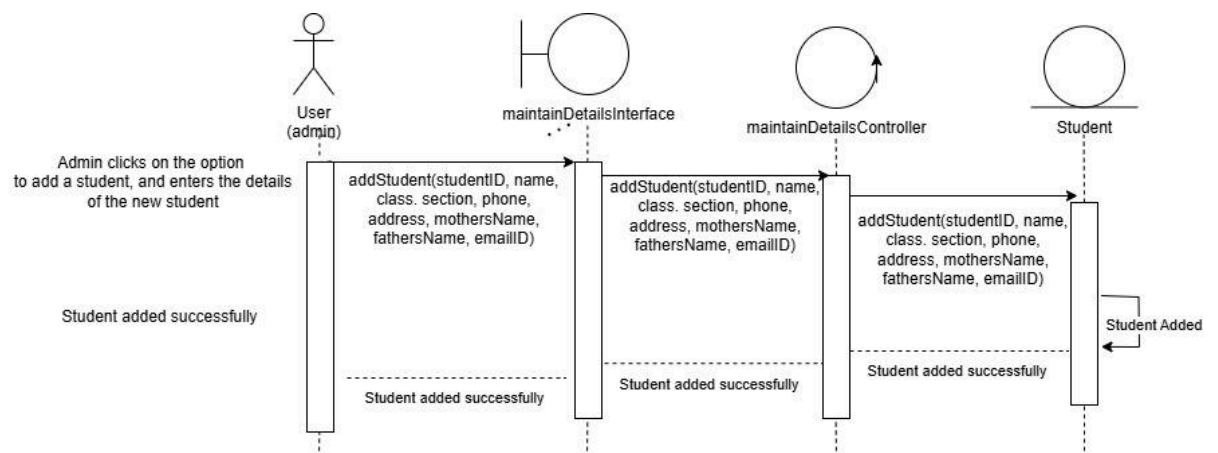 User
(admin)
maintainDetailsInterface
maintainDetailsController
Student
Admin clicks on the option
to add a student, and enters the details
of the new student
addStudent(studentID, name,
class. section, phone,
address, mothersName,
fathersName, emailID)
addStudent(studentID, name,
class. section, phone,
address, mothersName,
fathersName, emailID)
addStudent(studentID, name,
class. section, phone,
address, mothersName,
fathersName, emailID)
Student added successfully
Student Added
Student added successfully
Student added successfully
Student added successfully